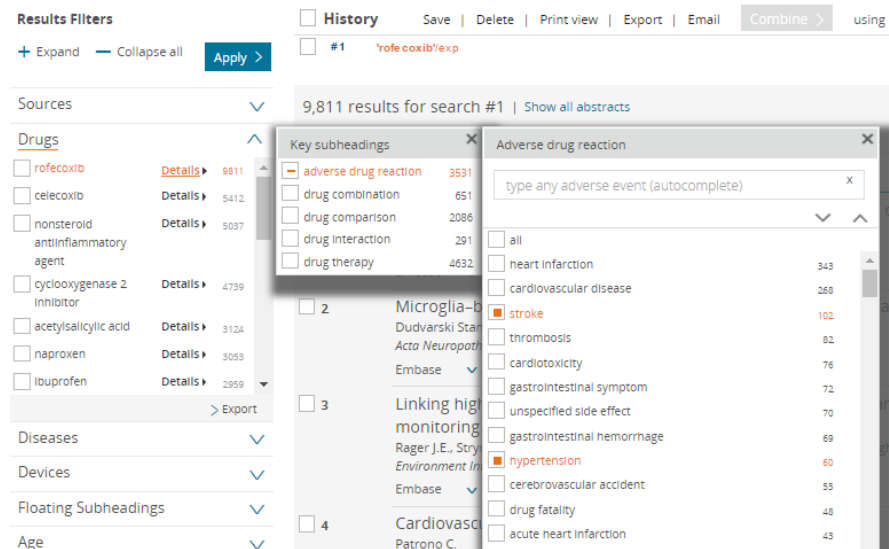 Results Filters
+ Expand — Collapse all
Apply >
Sources
Drugs
rofecoxib Details 9811
celecoxib Details 5412
nonsteroid Details 5037
antiinflammatory
agent
cyclooxygenase 2 Details 4739
inhibitor
acetylsalicylic acid Details 3124
naproxen Details 3053
ibuprofen Details 2959
> Export
Diseases
Devices
Floating Subheadings
Age
History Save | Delete | Print view | Export | Email Combine > using
#1 'rofecoxib'/exp
9,811 results for search #1 | Show all abstracts
Key subheadings ×
adverse drug reaction 3531
drug combination 651
drug comparison 2086
drug interaction 291
drug therapy 4632
2 Microglia-b
Dudvarski Stan
Acta Neuropath
Embase
3 Linking high
monitoring
Rager J.E., Stry
Environment In
Embase
4 Cardiovascu
Patrono C.
Adverse drug reaction ×
type any adverse event (autocomplete) x
all
heart infarction 343
cardiovascular disease 268
stroke 102
thrombosis 82
cardiotoxicity 76
gastrointestinal symptom 72
unspecified side effect 70
gastrointestinal hemorrhage 69
hypertension 60
cerebrovascular accident 55
drug fatality 48
acute heart infarction 43